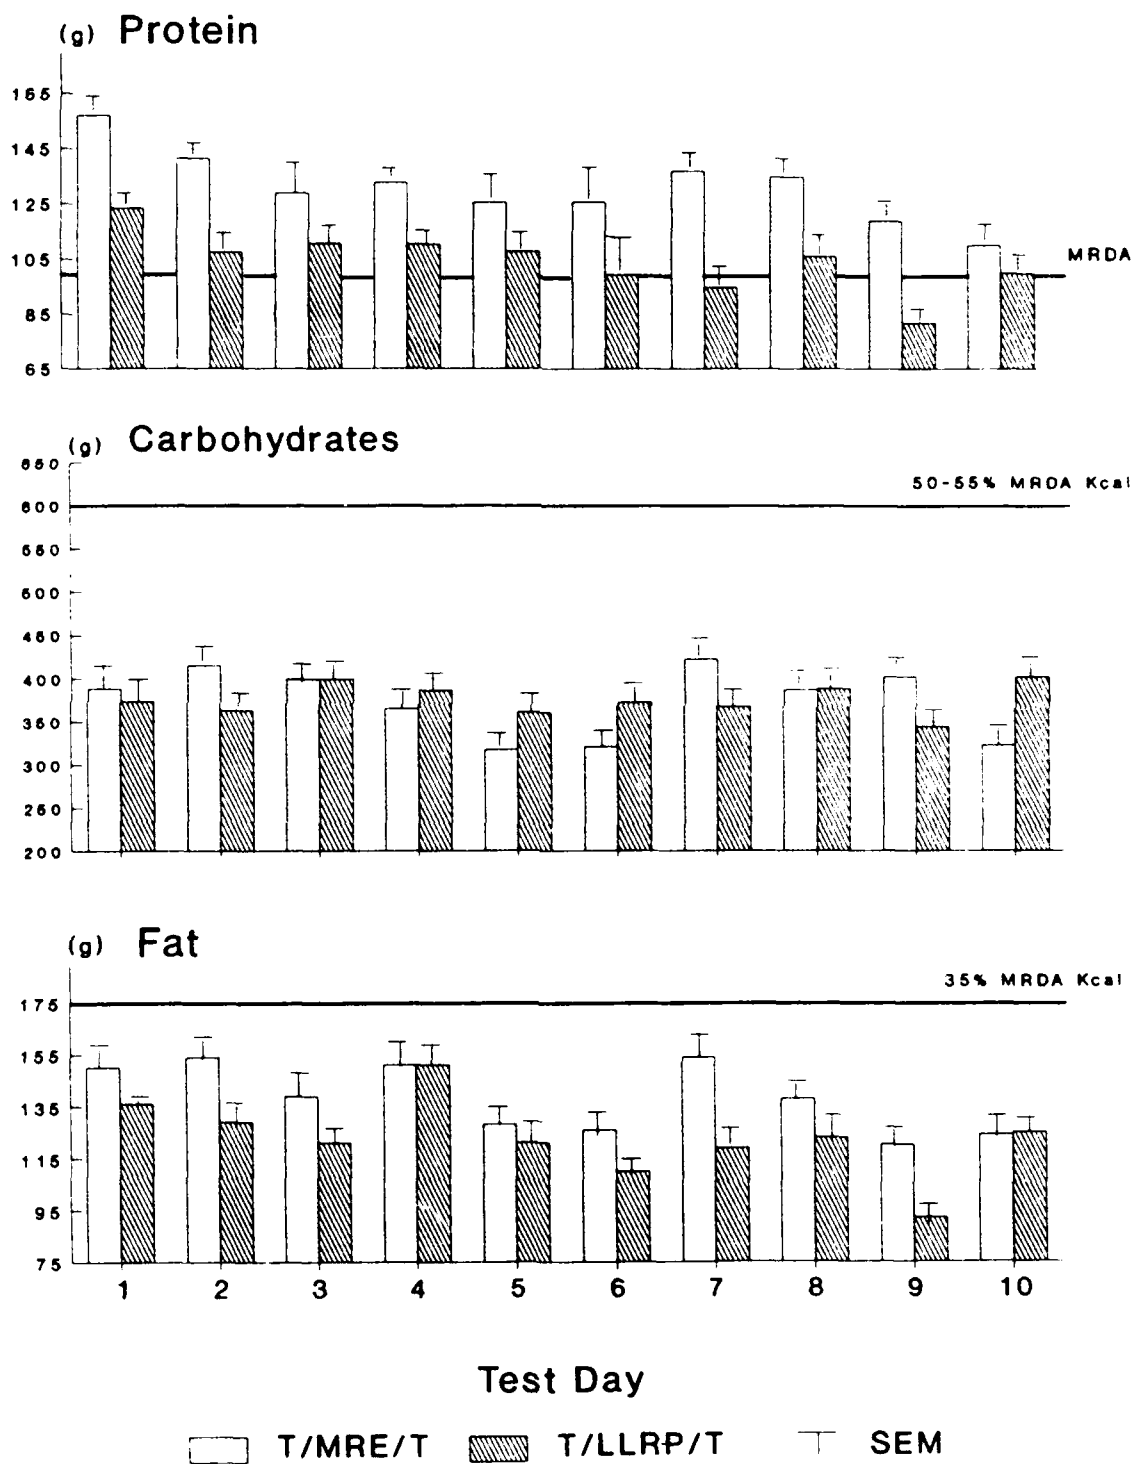 (g) Protein
165
145
125
105
MRDA
85
65
(g) Carbohydrates
650
50-55% MRDA Kcal
600
550
500
450
400
350
300
250
200
(g) Fat
35% MRDA Kcal
175
155
135
115
95
75
1 2 3 4 5 6 7 8 9 10
Test Day
T/MRE/T T/LLRP/T SEM